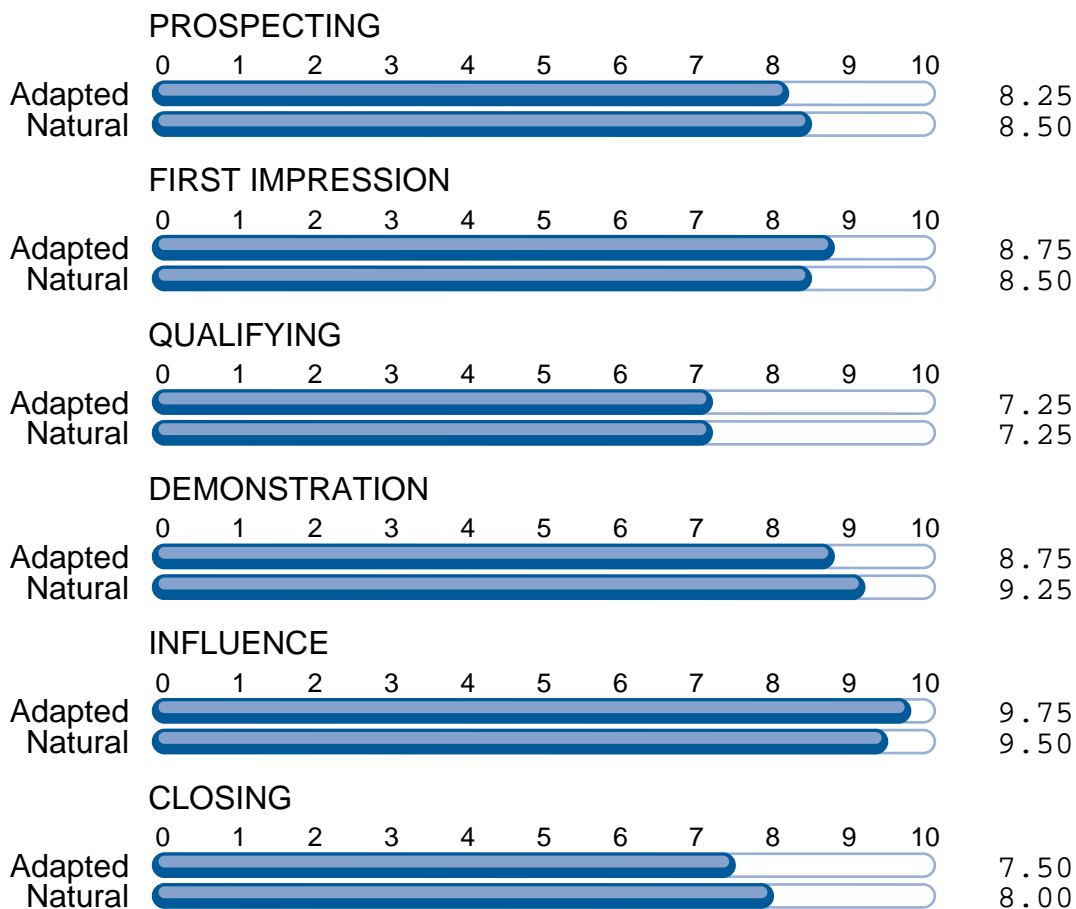 PROSPECTING
0 1 2 3 4 5 6 7 8 9 10
Adapted 8.25
Natural 8.50
FIRST IMPRESSION
0 1 2 3 4 5 6 7 8 9 10
Adapted 8.75
Natural 8.50
QUALIFYING
0 1 2 3 4 5 6 7 8 9 10
Adapted 7.25
Natural 7.25
DEMONSTRATION
0 1 2 3 4 5 6 7 8 9 10
Adapted 8.75
Natural 9.25
INFLUENCE
0 1 2 3 4 5 6 7 8 9 10
Adapted 9.75
Natural 9.50
CLOSING
0 1 2 3 4 5 6 7 8 9 10
Adapted 7.50
Natural 8.00